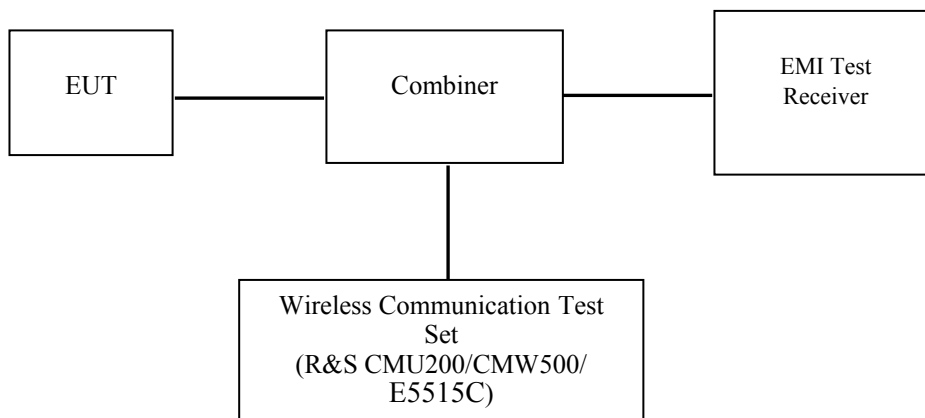 EUT
Combiner
EMI Test
Receiver
Wireless Communication Test
Set
(R&S CMU200/CMW500/
E5515C)